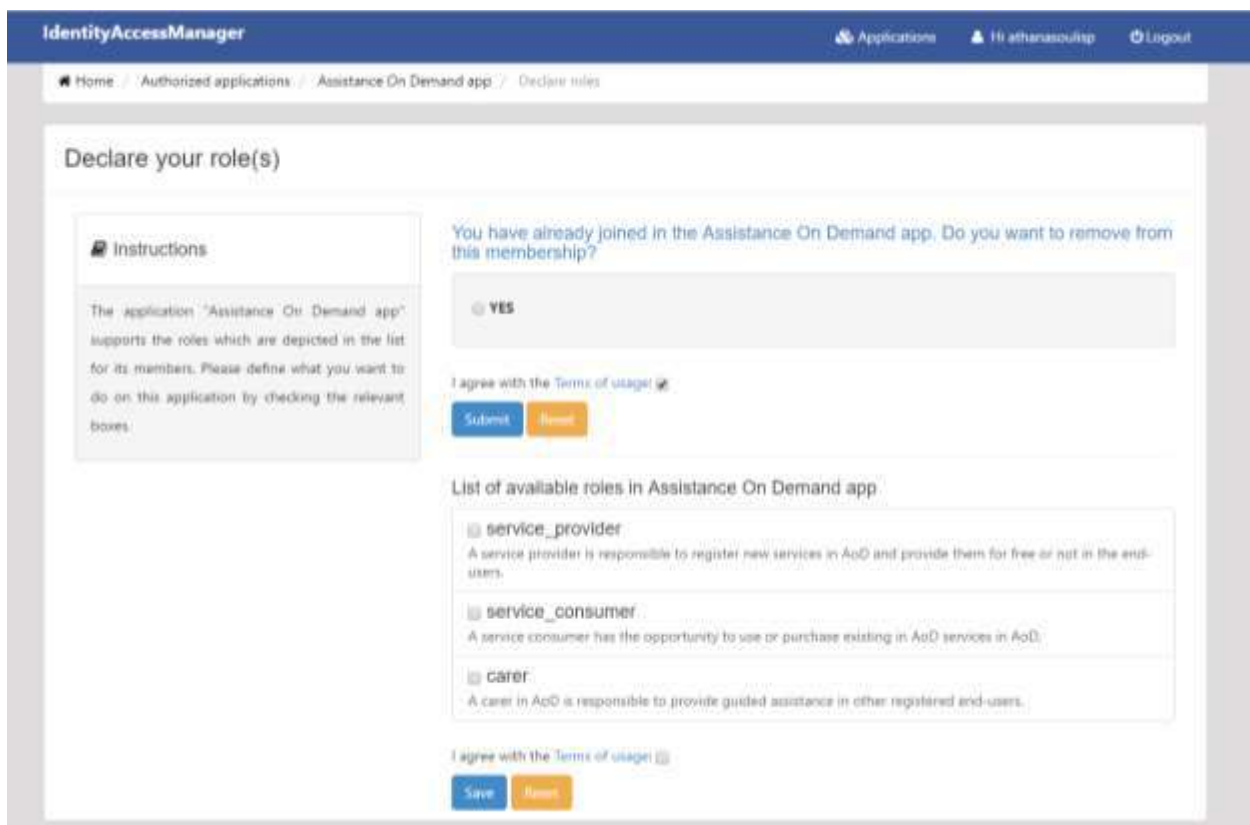 IdentityAccessManager
Applications
Hi athanasoulisp
Logout
Home / Authorized applications / Assistance On Demand app / Declare roles
Declare your role(s)
Instructions
The application "Assistance On Demand app"
supports the roles which are depicted in the list
for its members. Please define what you want to
do on this application by checking the relevant
boxes.
You have already joined in the Assistance On Demand app. Do you want to remove from
this membership?
YES
I agree with the Terms of usage:
Submit
Reset
List of available roles in Assistance On Demand app
service_provider
A service provider is responsible to register new services in AoD and provide them for free or not in the end-
users.
service_consumer
A service consumer has the opportunity to use or purchase existing in AoD services in AoD.
carer
A carer in AoD is responsible to provide guided assistance in other registered end-users.
I agree with the Terms of usage:
Save
Reset